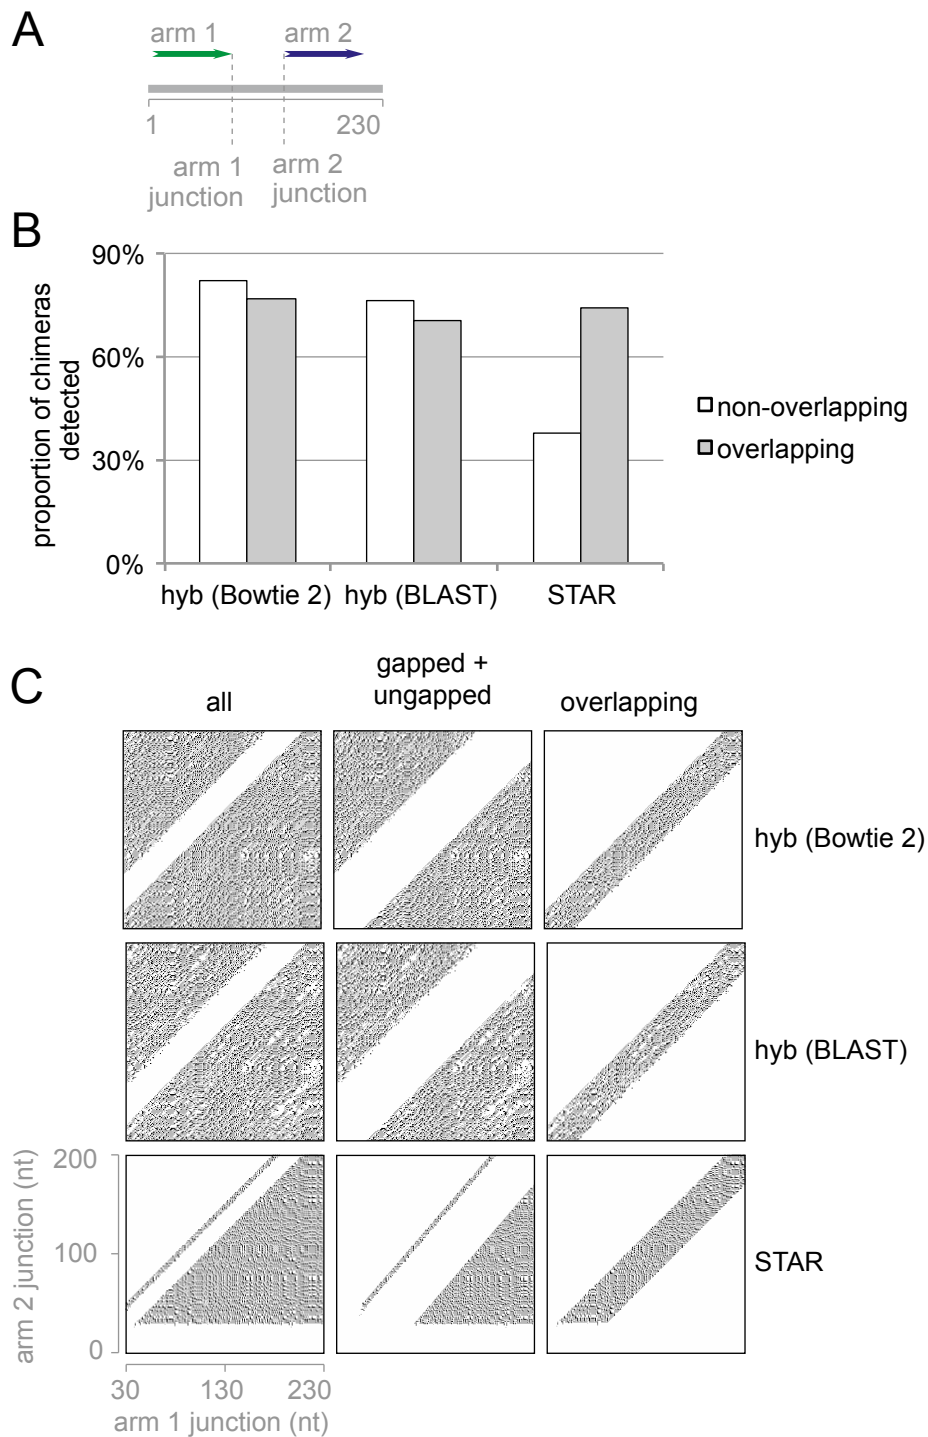 A
arm 1
arm 2
1
230
arm 1
junction
arm 2
junction
B
proportion of chimeras
detected
90%
60%
30%
0%
hyb (Bowtie 2)
hyb (BLAST)
STAR
non-overlapping
overlapping
C
all
gapped +
ungapped
overlapping
hyb (Bowtie 2)
hyb (BLAST)
STAR
arm 2 junction (nt)
200
100
0
30
130
230
arm 1 junction (nt)